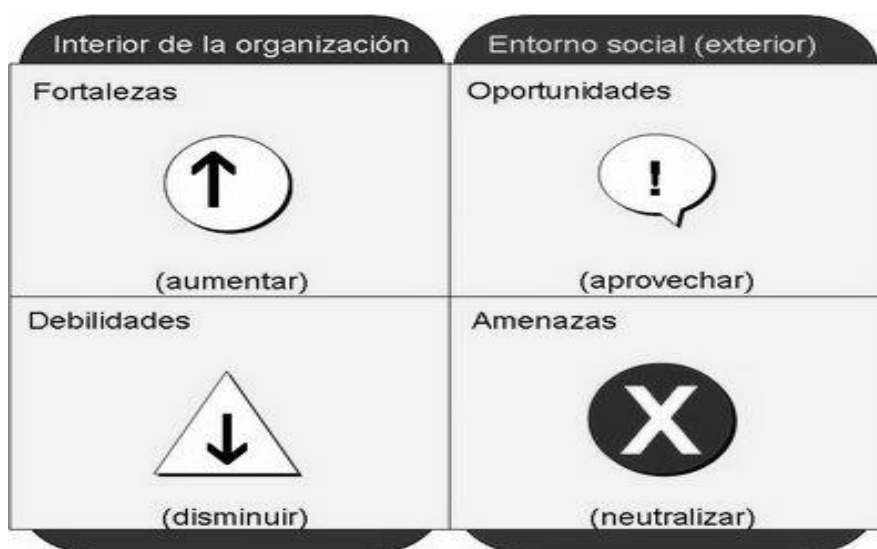 Interior de la organización
Entorno social (exterior)
Fortalezas
(aumentar)
Oportunidades
!
(aprovechar)
Debilidades
(disminuir)
Amenazas
X
(neutralizar)